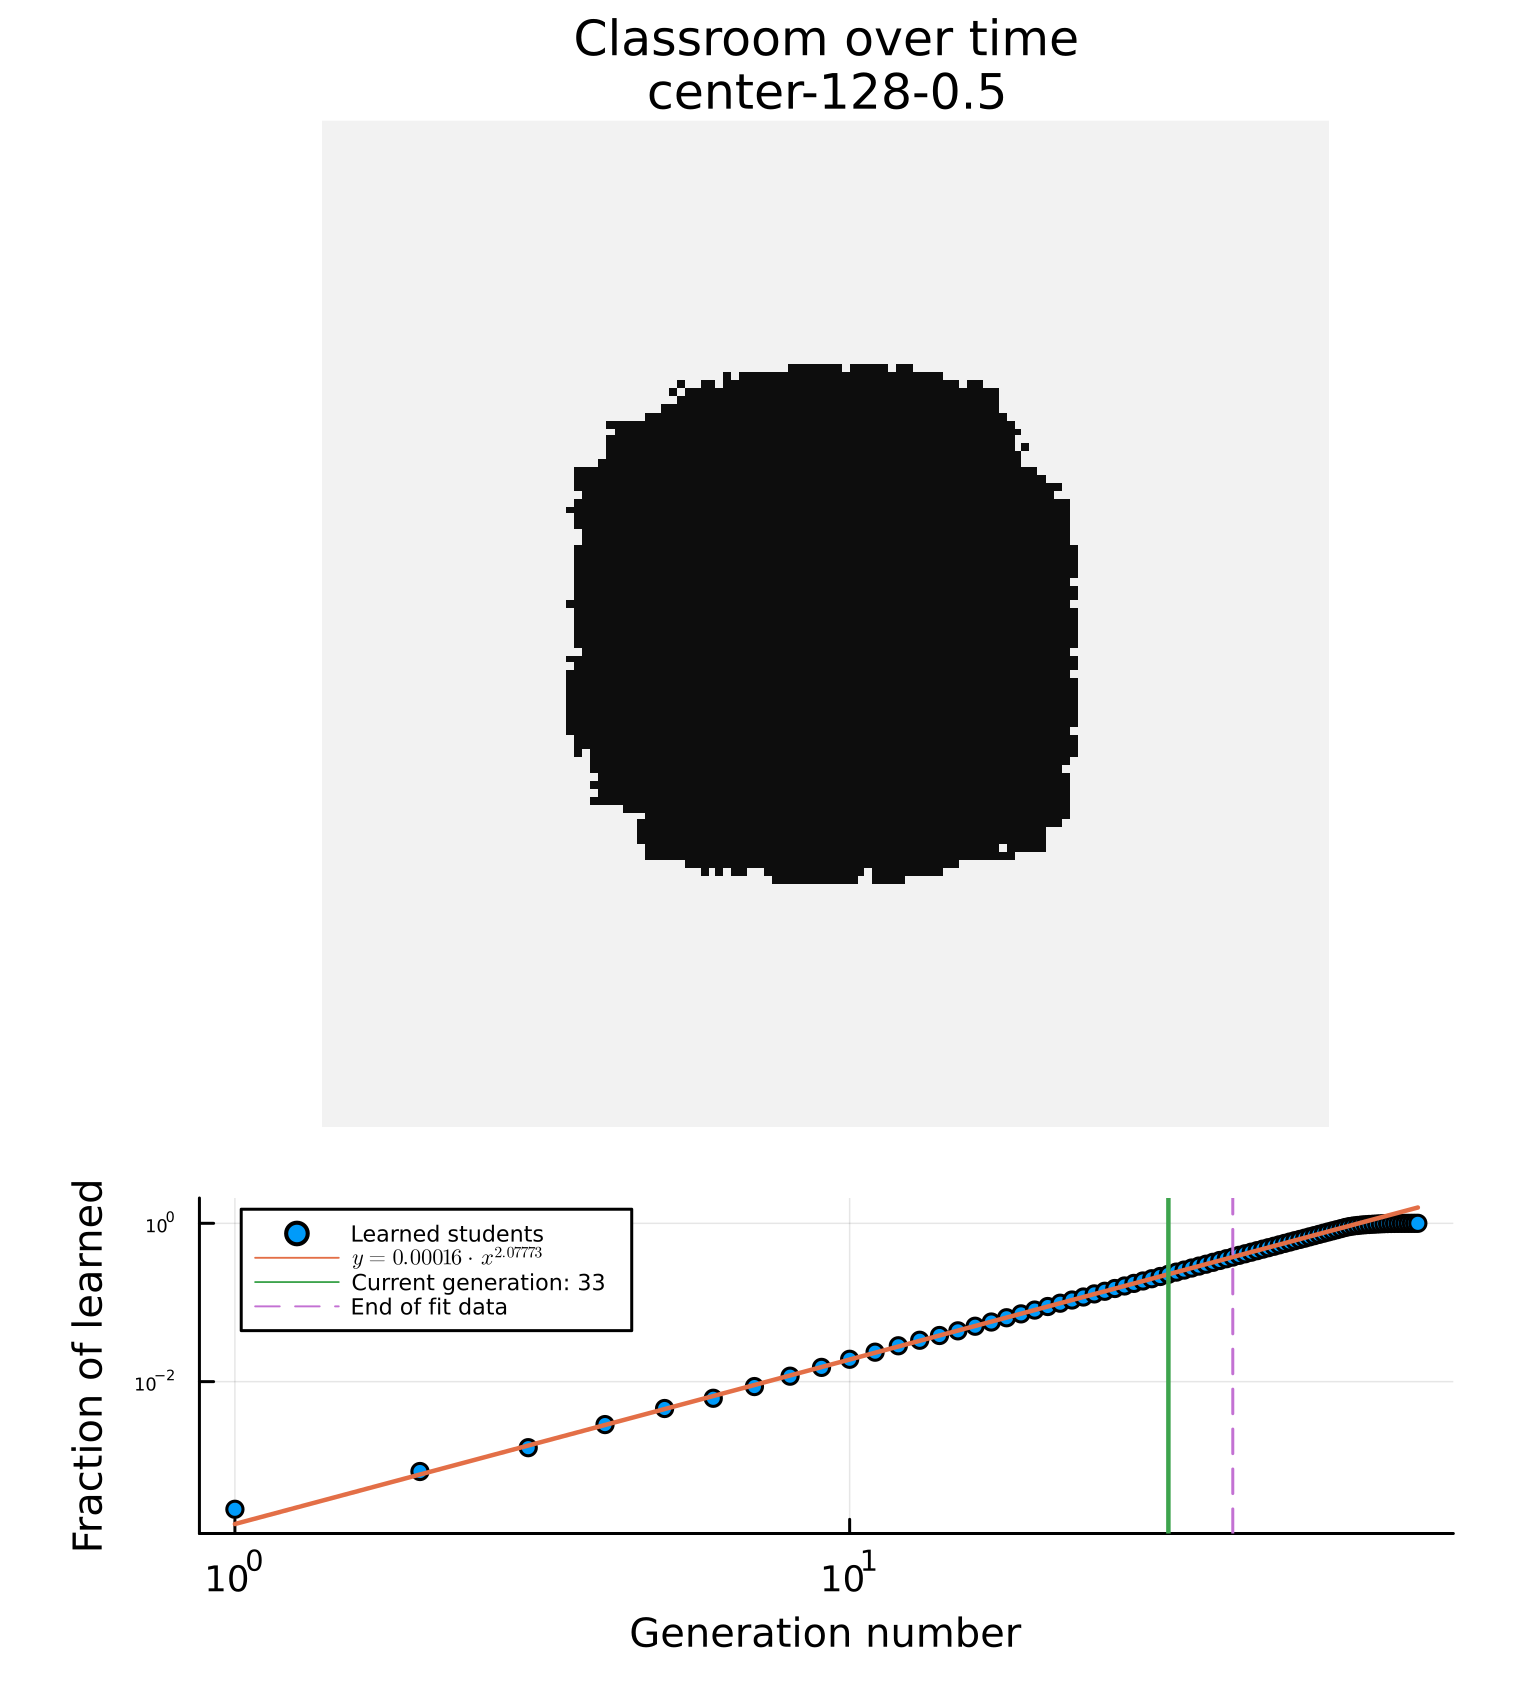 Classroom over time
center-128-0.5
Fraction of learned
10^0
10^-2
Learned students
y = 0.00016 · x^2.07773
Current generation: 33
End of fit data
10^0
10^1
Generation number